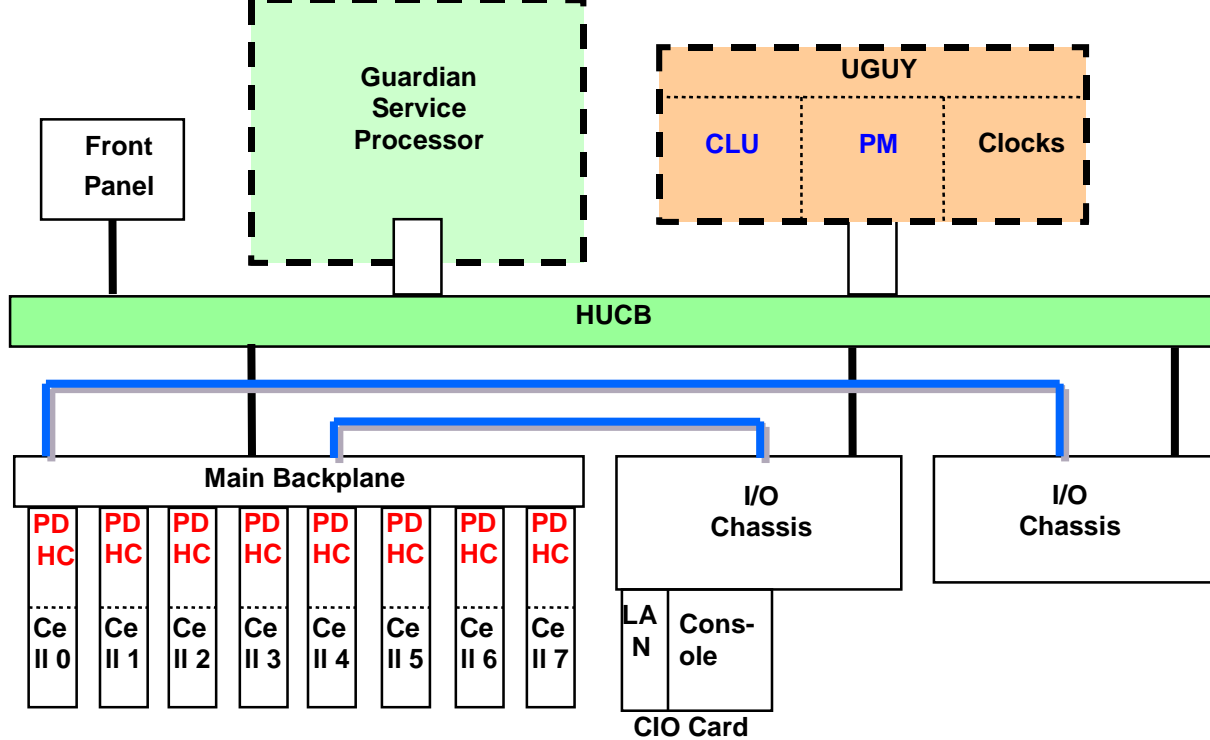 Guardian
Service
Processor
UGUY
CLU
PM
Clocks
Front
Panel
HUCB
Main Backplane
I/O
Chassis
I/O
Chassis
PD
HC
PD
HC
PD
HC
PD
HC
PD
HC
PD
HC
PD
HC
PD
HC
Ce
ll 0
Ce
ll 1
Ce
ll 2
Ce
ll 3
Ce
ll 4
Ce
ll 5
Ce
ll 6
Ce
ll 7
LA
N
Cons-
ole
CIO Card